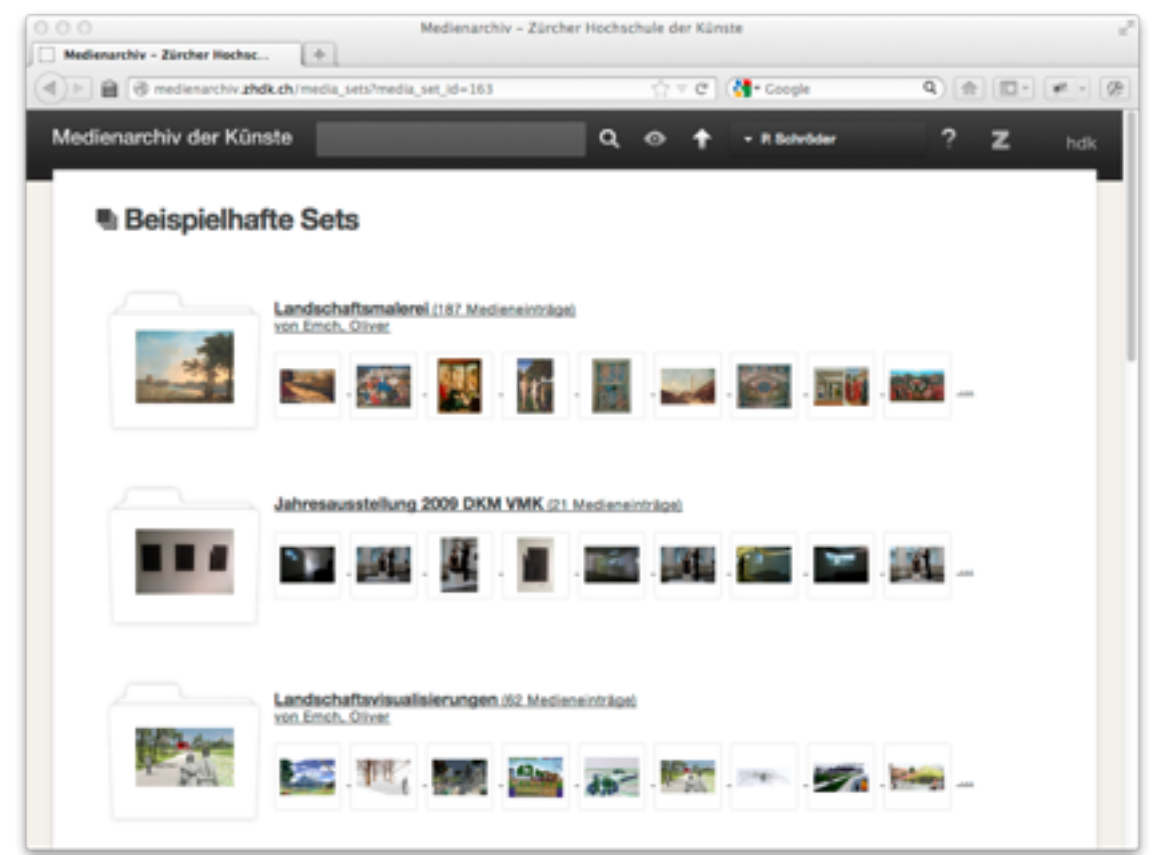 Medienarchiv – Zürcher Hochschule der Künste
Medienarchiv – Zürcher Hochsc...
medienarchiv.zhdk.ch/media_sets?media_set_id=163
Google
Medienarchiv der Künste
P. Schröder
?
Z
hdk
Beispielhafte Sets
Landschaftsmalerei (187 Medieneinträge)
von Emch, Oliver
...
Jahresausstellung 2009 DKM VMK (21 Medieneinträge)
...
Landschaftsvisualisierungen (62 Medieneinträge)
von Emch, Oliver
...